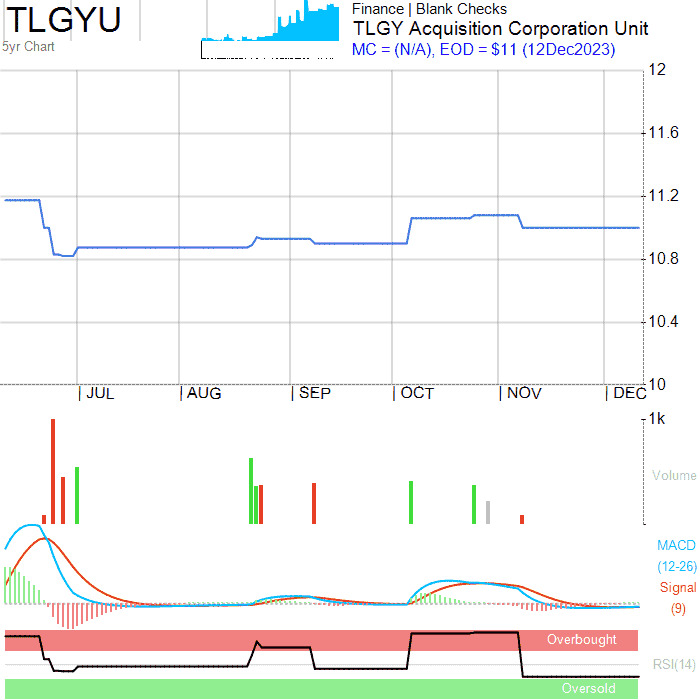 TLGYU
5yr Chart
Finance | Blank Checks
TLGY Acquisition Corporation Unit
MC = (N/A), EOD = $11 (12Dec2023)
12
11.6
11.2
10.8
10.4
10
| JUL
| AUG
| SEP
| OCT
| NOV
| DEC
1k
Volume
MACD
(12-26)
Signal
(9)
Overbought
RSI(14)
Oversold